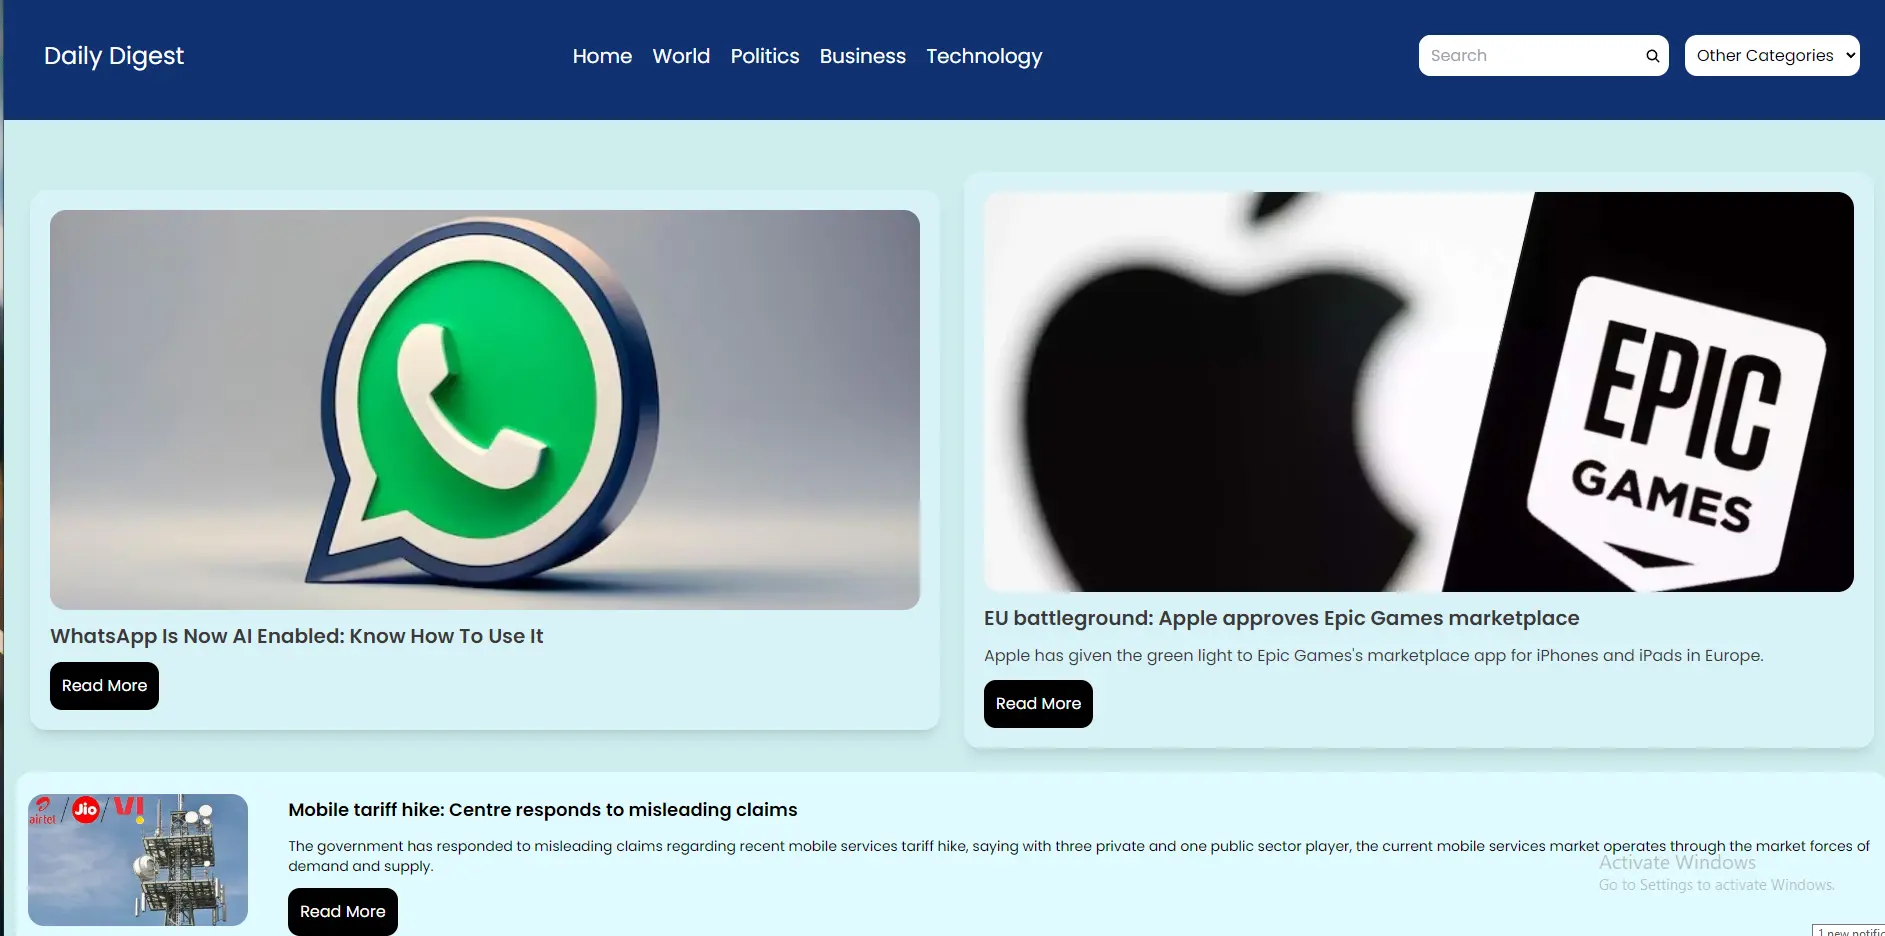 Daily Digest
Home World Politics Business Technology
Search
Other Categories
EPIC
GAMES
WhatsApp Is Now AI Enabled: Know How To Use It
Read More
EU battleground: Apple approves Epic Games marketplace
Apple has given the green light to Epic Games's marketplace app for iPhones and iPads in Europe.
Read More
airtel / Jio / VI
Mobile tariff hike: Centre responds to misleading claims
The government has responded to misleading claims regarding recent mobile services tariff hike, saying with three private and one public sector player, the current mobile services market operates through the market forces of
demand and supply.
Read More
Activate Windows
Go to Settings to activate Windows.
1 new